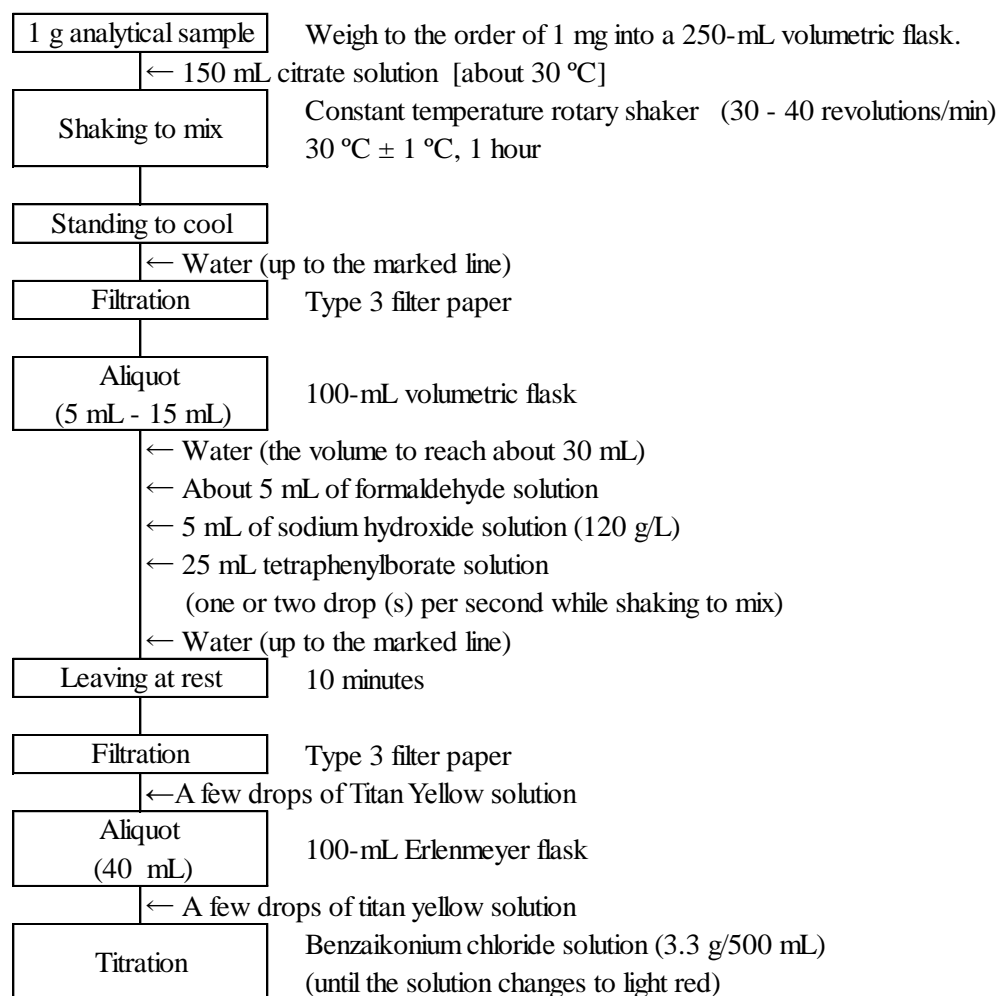 1 g analytical sample Weigh to the order of 1 mg into a 250-mL volumetric flask.
← 150 mL citrate solution [about 30 ºC]
Shaking to mix Constant temperature rotary shaker (30 - 40 revolutions/min)
30 ºC ± 1 ºC, 1 hour
Standing to cool
← Water (up to the marked line)
Filtration Type 3 filter paper
Aliquot
(5 mL - 15 mL) 100-mL volumetric flask
← Water (the volume to reach about 30 mL)
← About 5 mL of formaldehyde solution
← 5 mL of sodium hydroxide solution (120 g/L)
← 25 mL tetraphenylborate solution
(one or two drop (s) per second while shaking to mix)
← Water (up to the marked line)
Leaving at rest 10 minutes
Filtration Type 3 filter paper
←A few drops of Titan Yellow solution
Aliquot
(40 mL) 100-mL Erlenmeyer flask
← A few drops of titan yellow solution
Titration Benzaikonium chloride solution (3.3 g/500 mL)
(until the solution changes to light red)